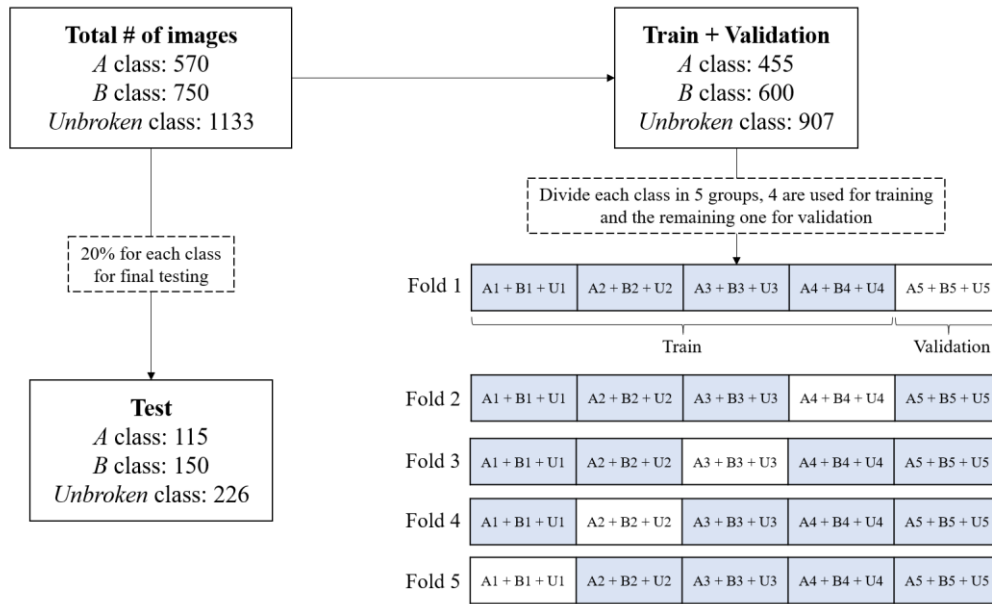 Total # of images
A class: 570
B class: 750
Unbroken class: 1133
Train + Validation
A class: 455
B class: 600
Unbroken class: 907
Divide each class in 5 groups, 4 are used for training
and the remaining one for validation
20% for each class
for final testing
Test
A class: 115
B class: 150
Unbroken class: 226
Fold 1 A1 + B1 + U1 A2 + B2 + U2 A3 + B3 + U3 A4 + B4 + U4 A5 + B5 + U5
Train Validation
Fold 2 A1 + B1 + U1 A2 + B2 + U2 A3 + B3 + U3 A4 + B4 + U4 A5 + B5 + U5
Fold 3 A1 + B1 + U1 A2 + B2 + U2 A3 + B3 + U3 A4 + B4 + U4 A5 + B5 + U5
Fold 4 A1 + B1 + U1 A2 + B2 + U2 A3 + B3 + U3 A4 + B4 + U4 A5 + B5 + U5
Fold 5 A1 + B1 + U1 A2 + B2 + U2 A3 + B3 + U3 A4 + B4 + U4 A5 + B5 + U5